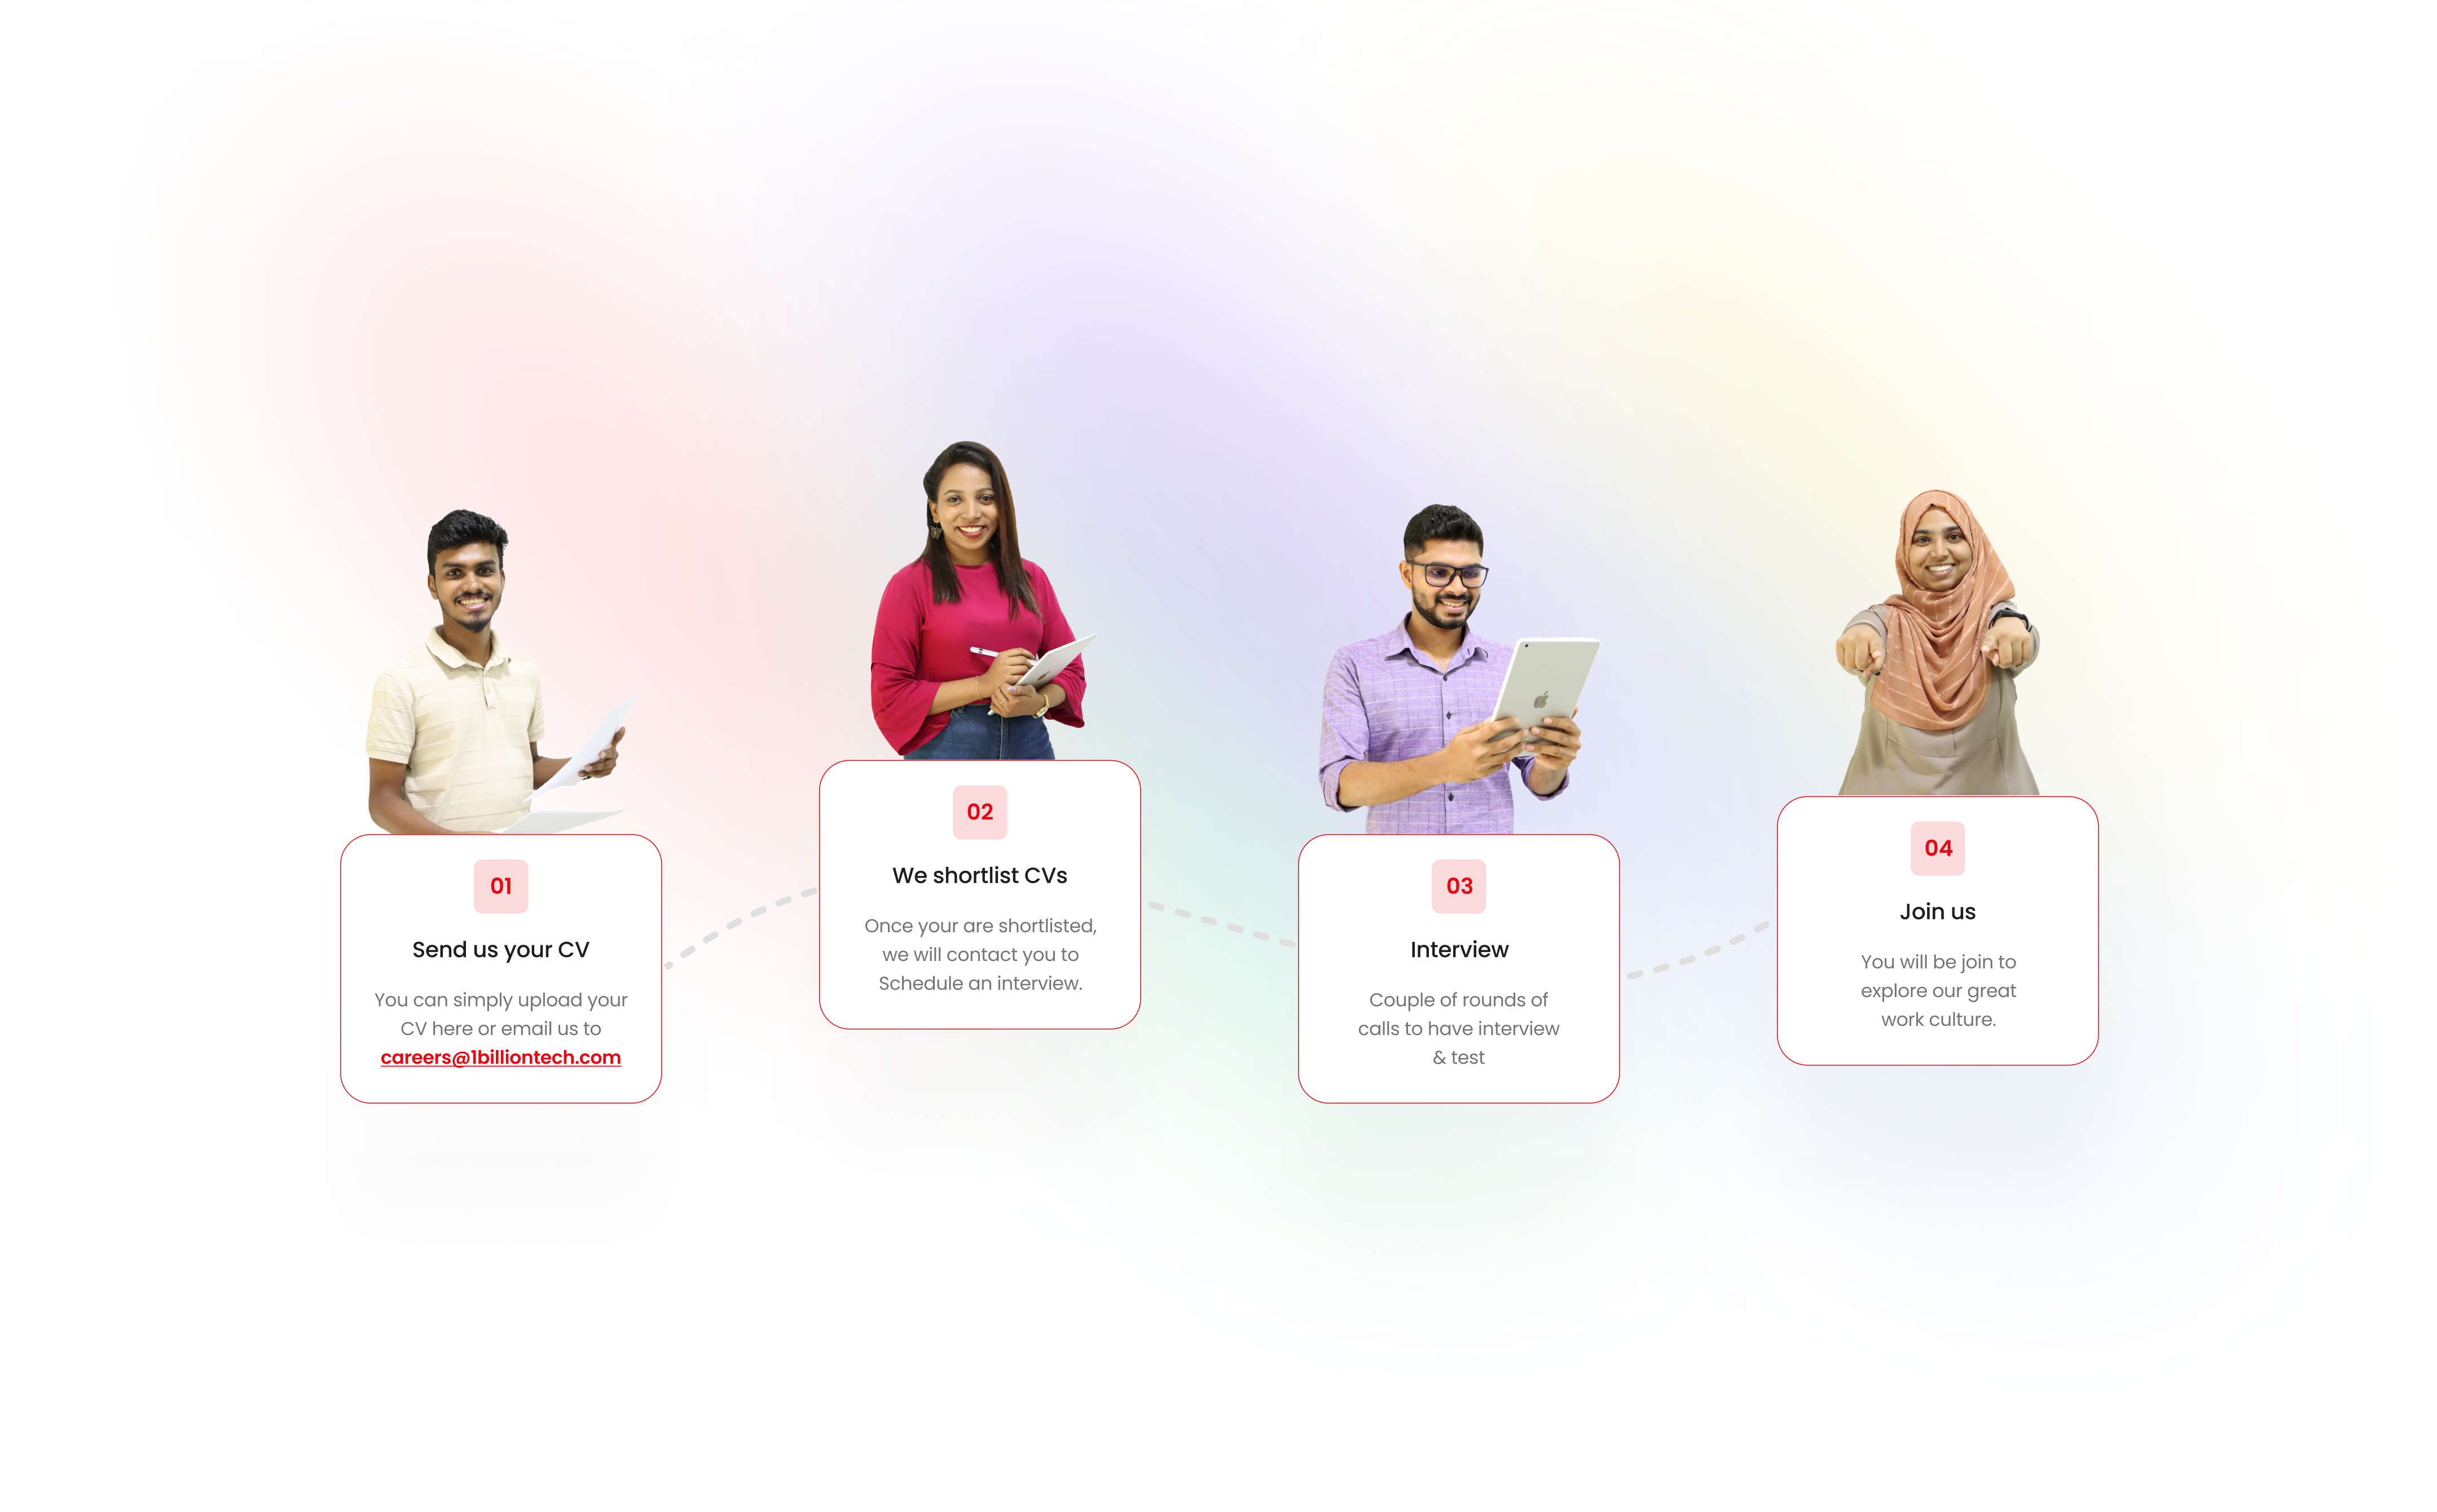 01
Send us your CV
You can simply upload your
CV here or email us to
careers@1billiontech.com
02
We shortlist CVs
Once your are shortlisted,
we will contact you to
Schedule an interview.
03
Interview
Couple of rounds of
calls to have interview
& test
04
Join us
You will be join to
explore our great
work culture.